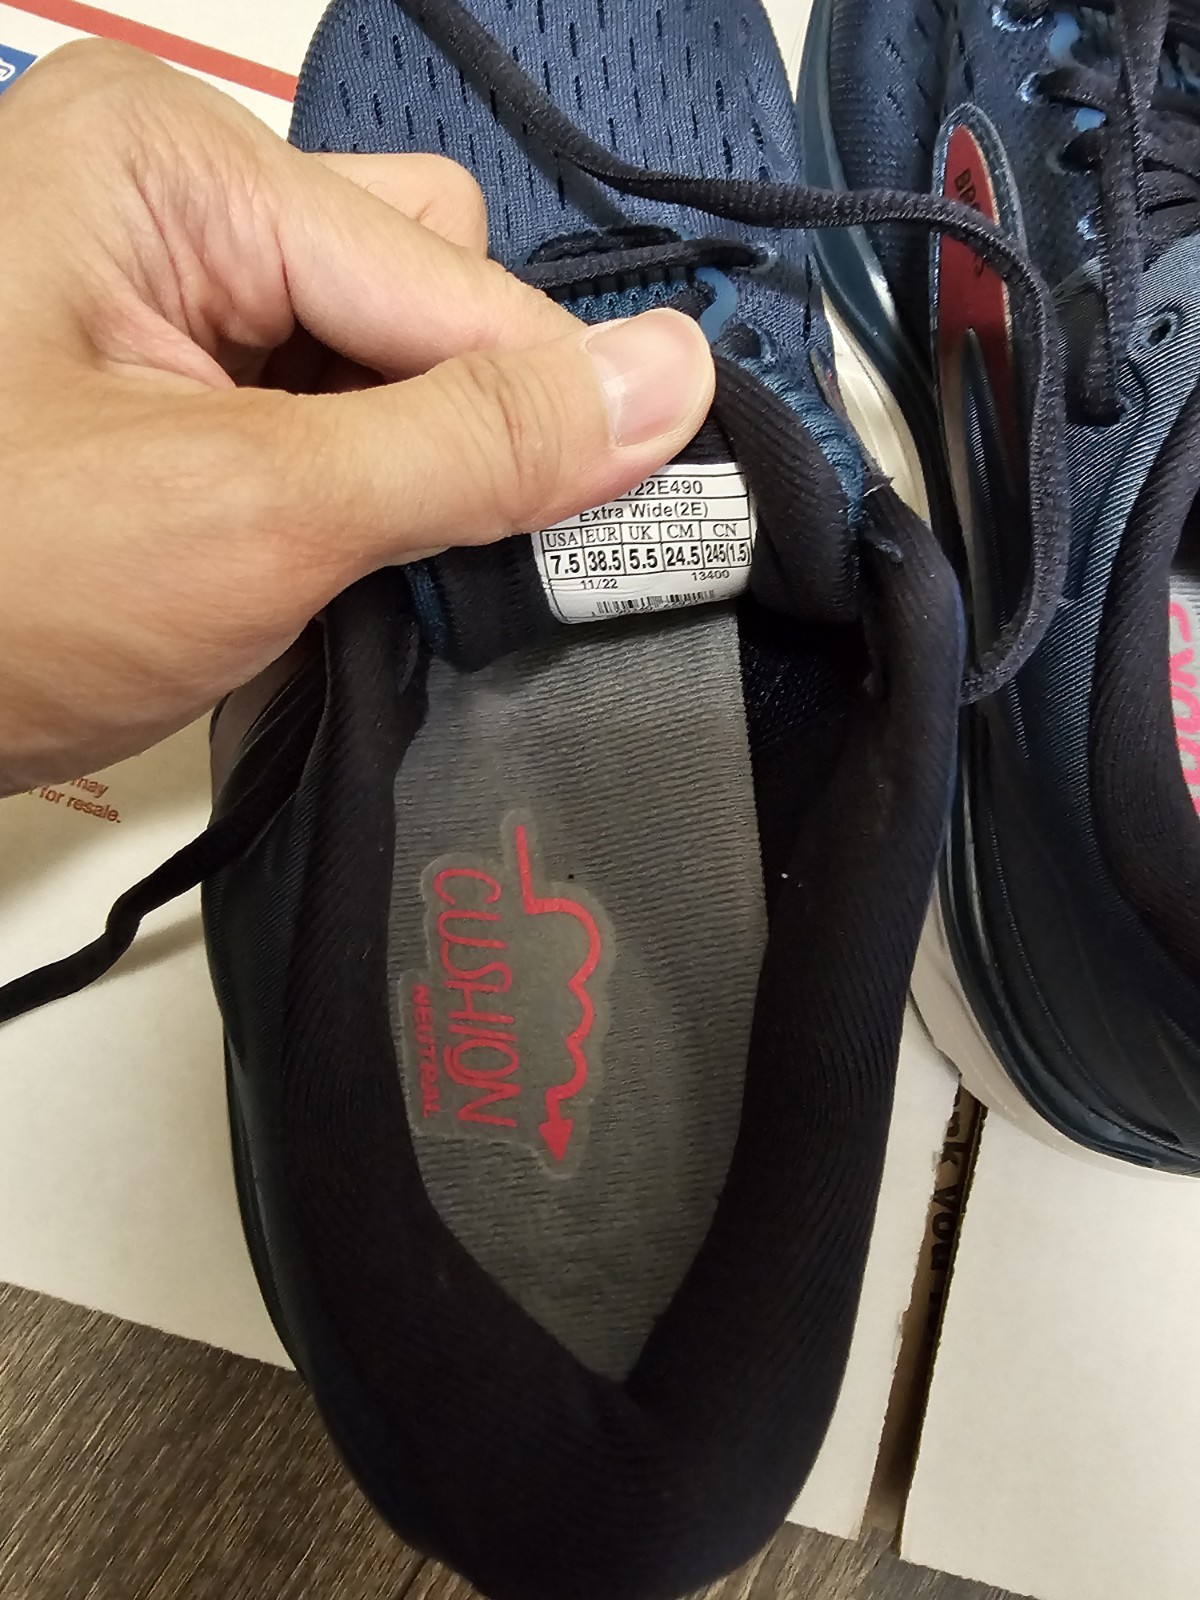 22E490
Extra Wide(2E)
USA EUR UK CM CN
7.5 38.5 5.5 24.5 245(1.5)
11/22 13400
CUSHION
NEUTRAL
may
for resale.
you